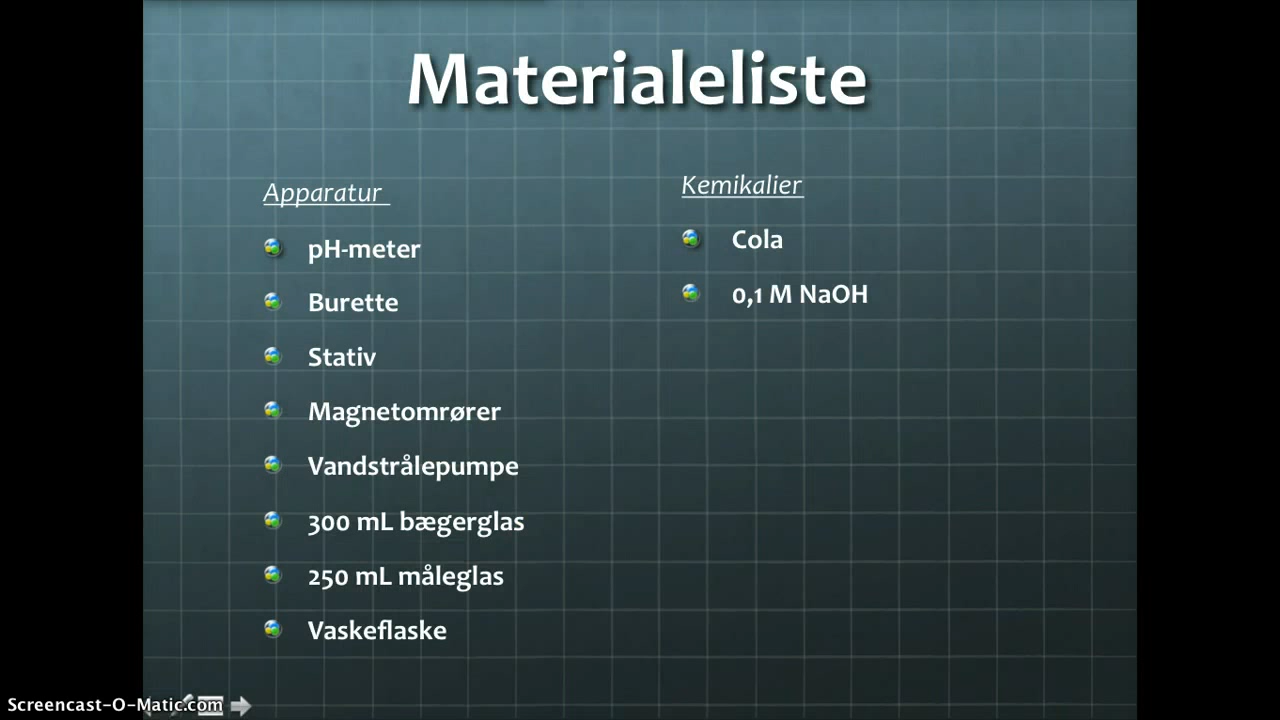 Materialeliste
Apparatur
pH-meter
Burette
Stativ
Magnetomrører
Vandstrålepumpe
300 mL bægerglas
250 mL måleglas
Vaskeflaske
Kemikalier
Cola
0,1 M NaOH
Screencast-O-Matic.com